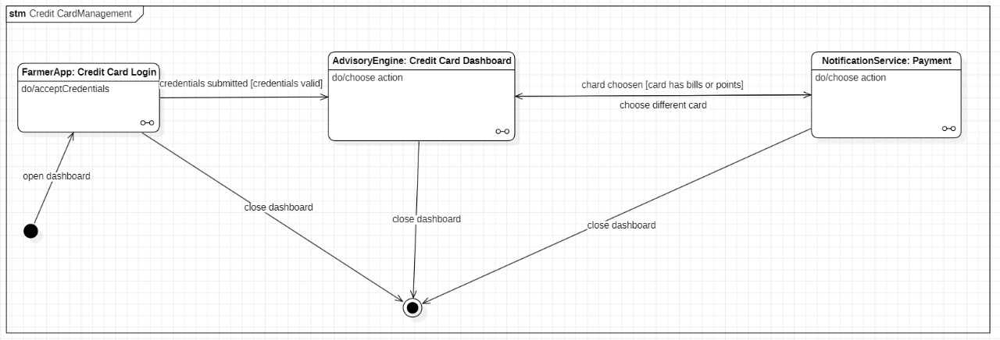 stm Credit CardManagement
FarmerApp: Credit Card Login
do/acceptCredentials
credentials submitted [credentials valid]
AdvisoryEngine: Credit Card Dashboard
do/choose action
chard choosen [card has bills or points]
choose different card
NotificationService: Payment
do/choose action
open dashboard
close dashboard
close dashboard
close dashboard